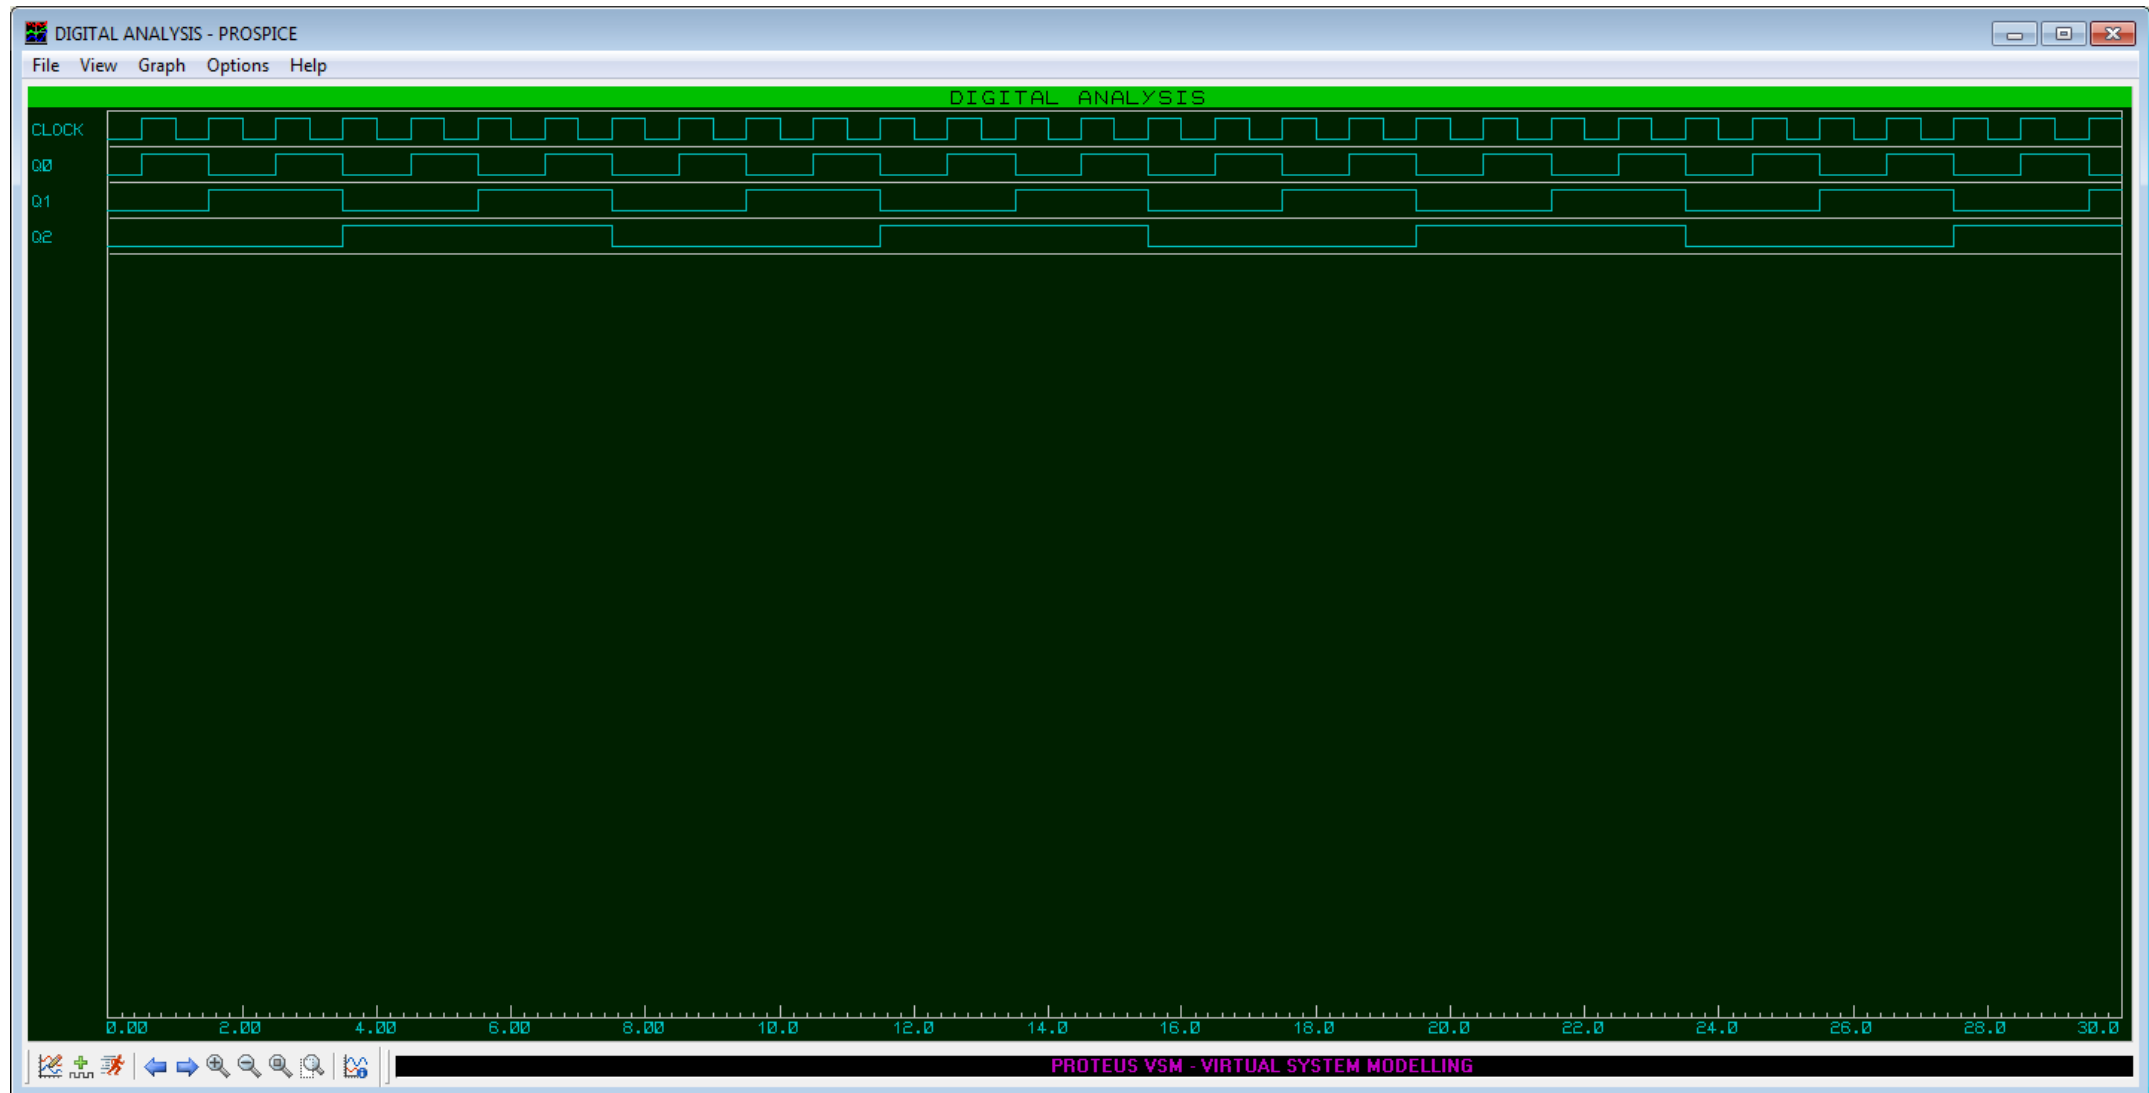 DIGITAL ANALYSIS - PROSPICE
File View Graph Options Help
DIGITAL ANALYSIS
CLOCK
Q0
Q1
Q2
0.00 2.00 4.00 6.00 8.00 10.0 12.0 14.0 16.0 18.0 20.0 22.0 24.0 26.0 28.0 30.0
PROTEUS VSM - VIRTUAL SYSTEM MODELLING